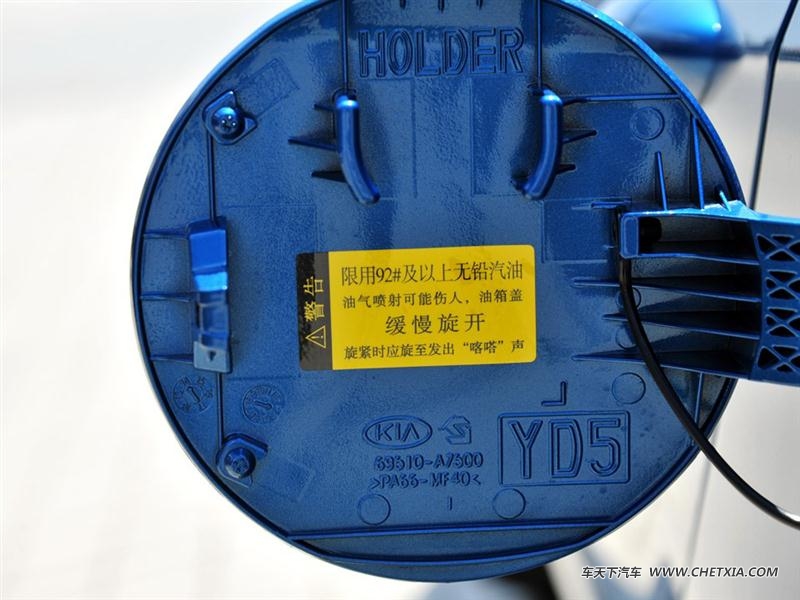 HOLDER
警告
限用92#及以上无铅汽油
油气喷射可能伤人，油箱盖
缓慢旋开
旋紧时应旋至发出“喀嗒”声
KIA
YD5
69510-A7500
>PA66-MF40<
车天下汽车 WWW.CHETXIA.COM